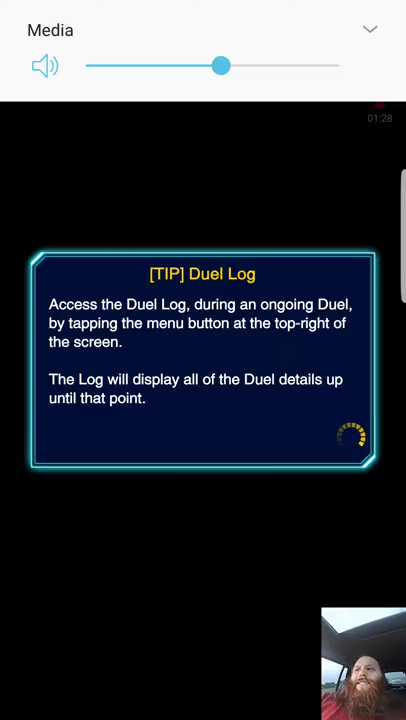 Media
01:28
[TIP] Duel Log
Access the Duel Log, during an ongoing Duel,
by tapping the menu button at the top-right of
the screen.
The Log will display all of the Duel details up
until that point.